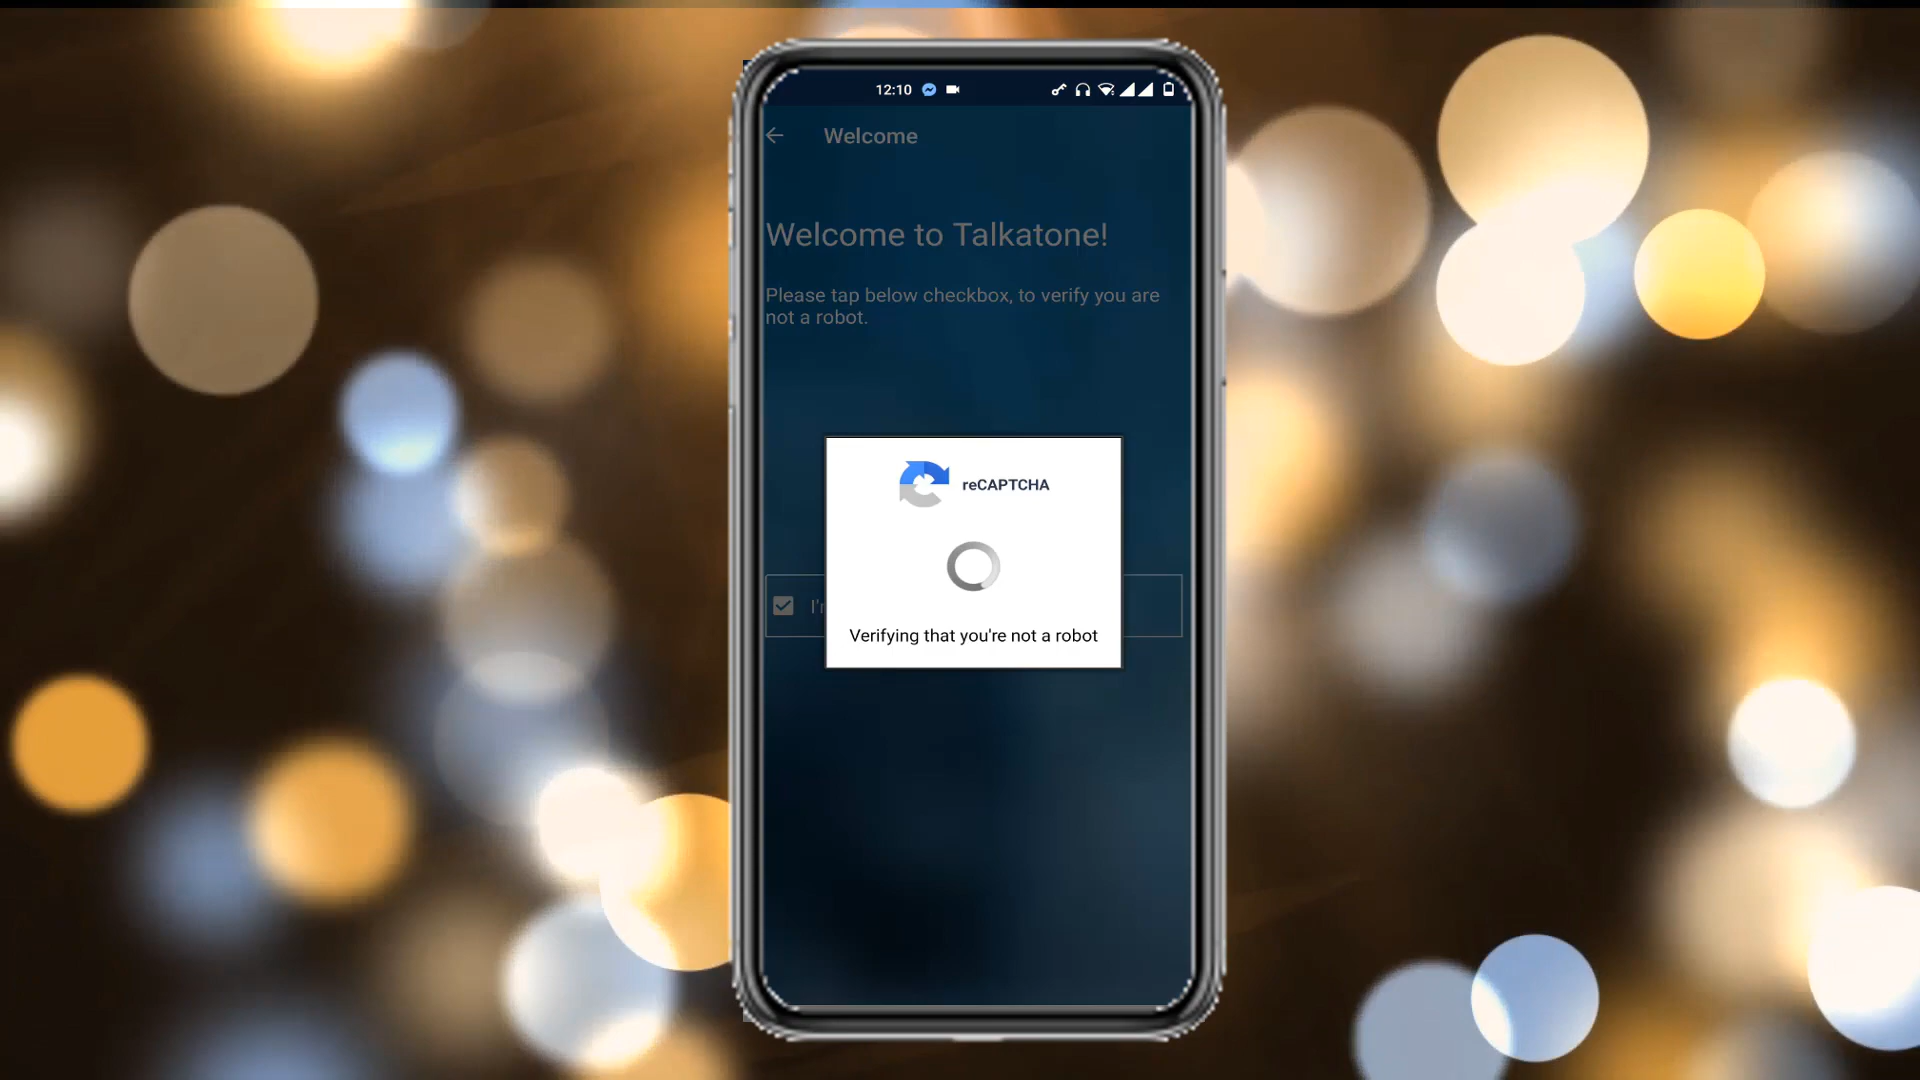 12:10
Welcome
Welcome to Talkatone!
Please tap below checkbox, to verify you are
not a robot.
reCAPTCHA
I'
Verifying that you're not a robot